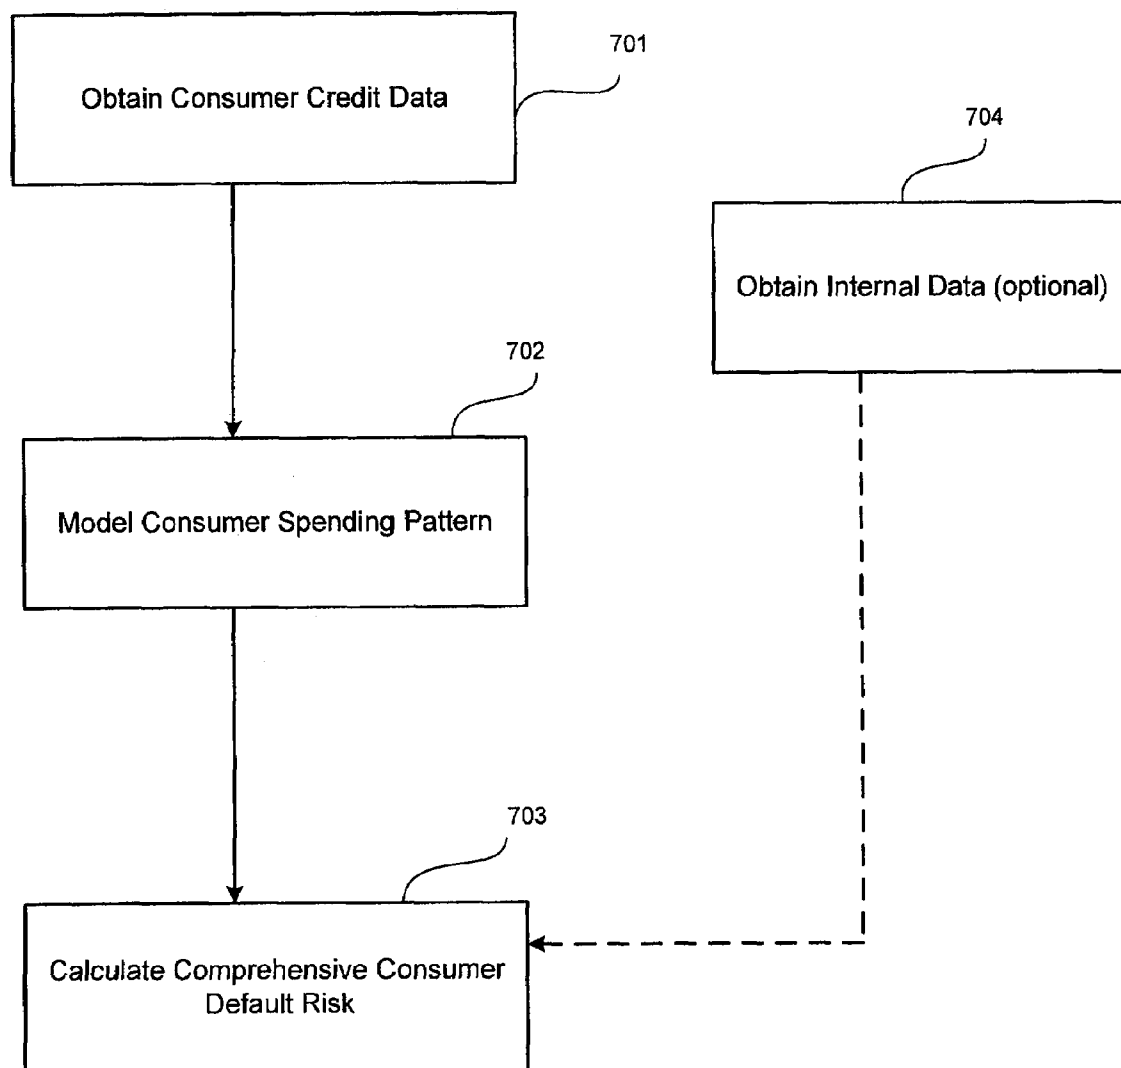 701
Obtain Consumer Credit Data
704
Obtain Internal Data (optional)
702
Model Consumer Spending Pattern
703
Calculate Comprehensive Consumer
Default Risk